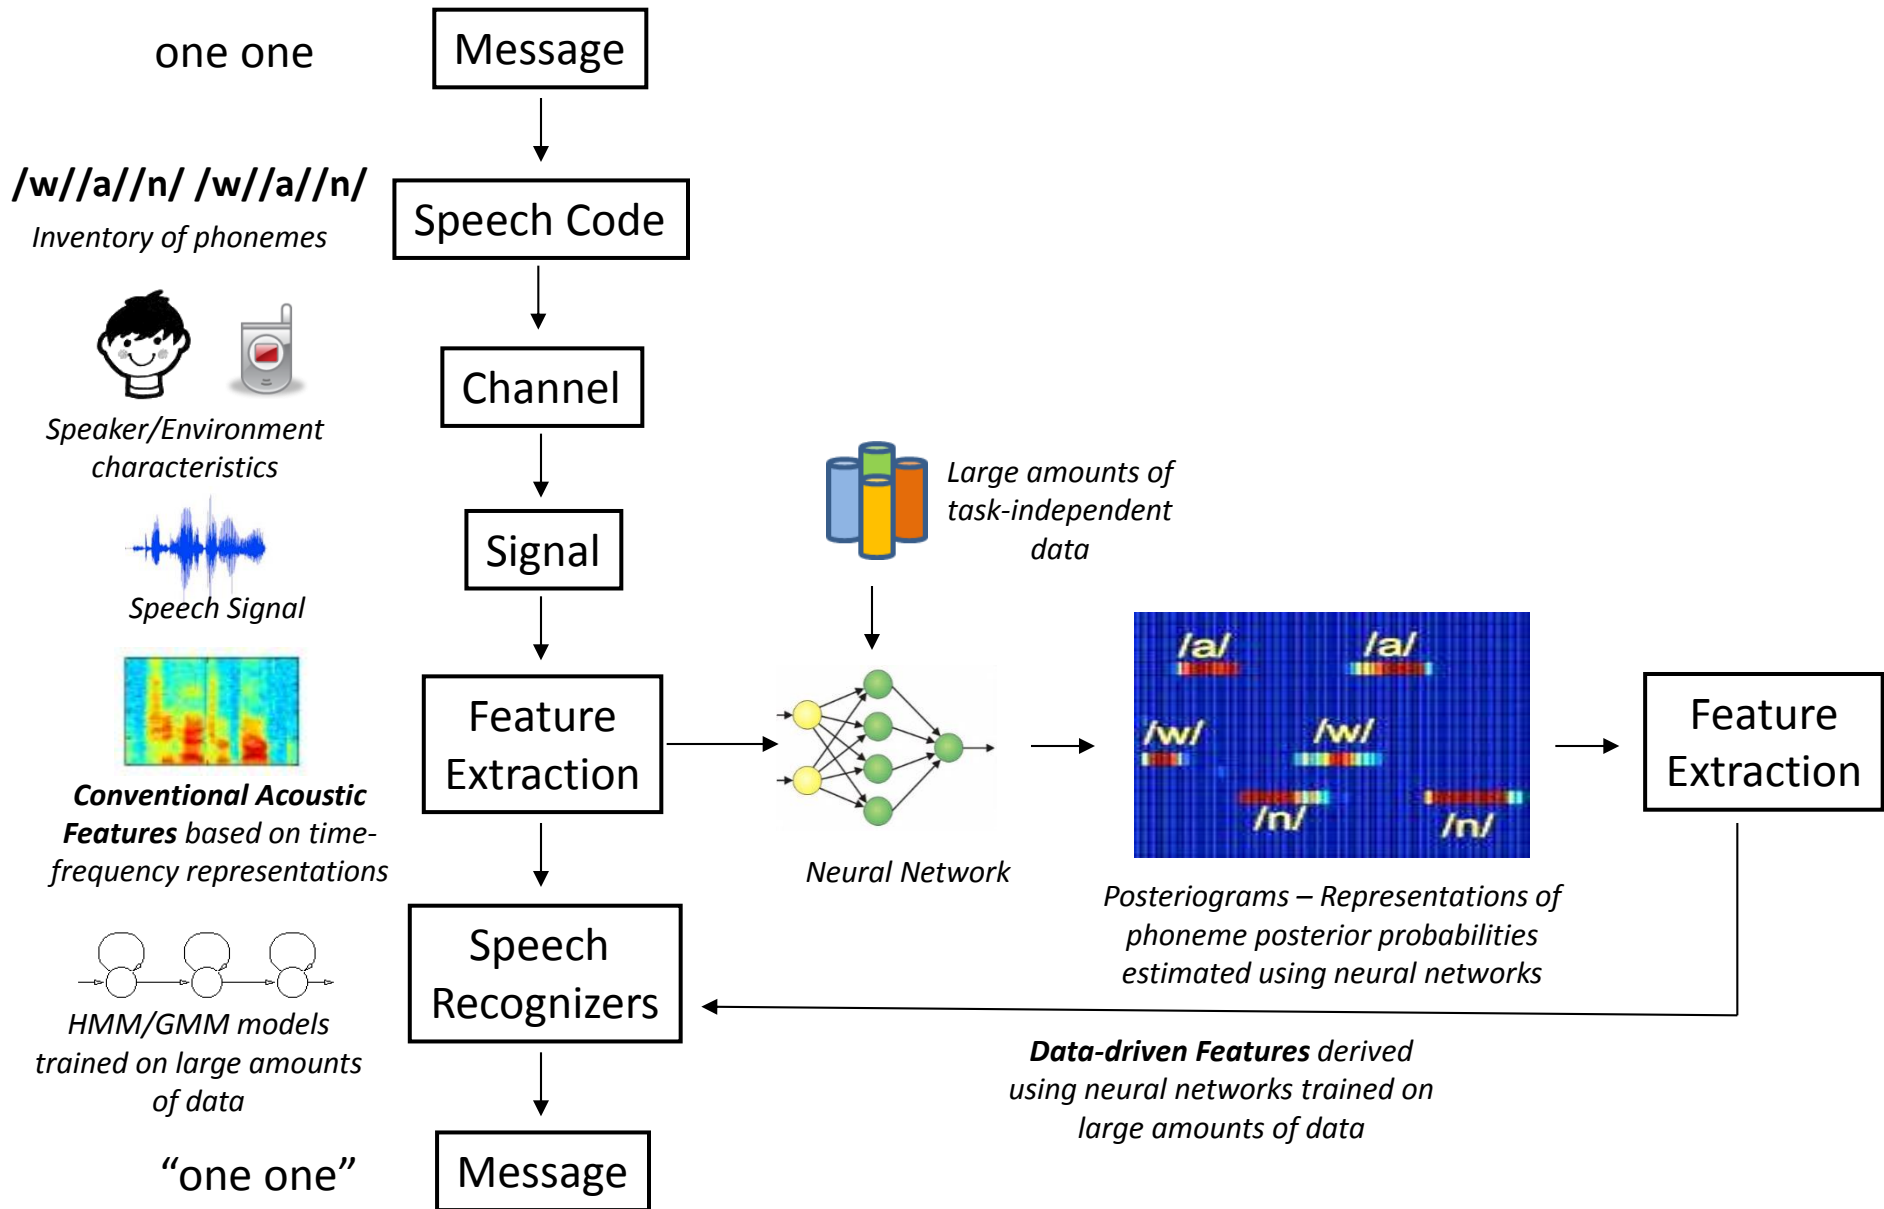 one one
Message
/w//a//n/ /w//a//n/
Inventory of phonemes
Speech Code
Channel
Speaker/Environment
characteristics
Signal
Speech Signal
Large amounts of
task-independent
data
Feature
Extraction
Conventional Acoustic
Features based on time-
frequency representations
Neural Network
/a/ /a/
/w/ /w/
/n/ /n/
Posteriograms – Representations of
phoneme posterior probabilities
estimated using neural networks
Feature
Extraction
Speech
Recognizers
HMM/GMM models
trained on large amounts
of data
Data-driven Features derived
using neural networks trained on
large amounts of data
“one one”
Message